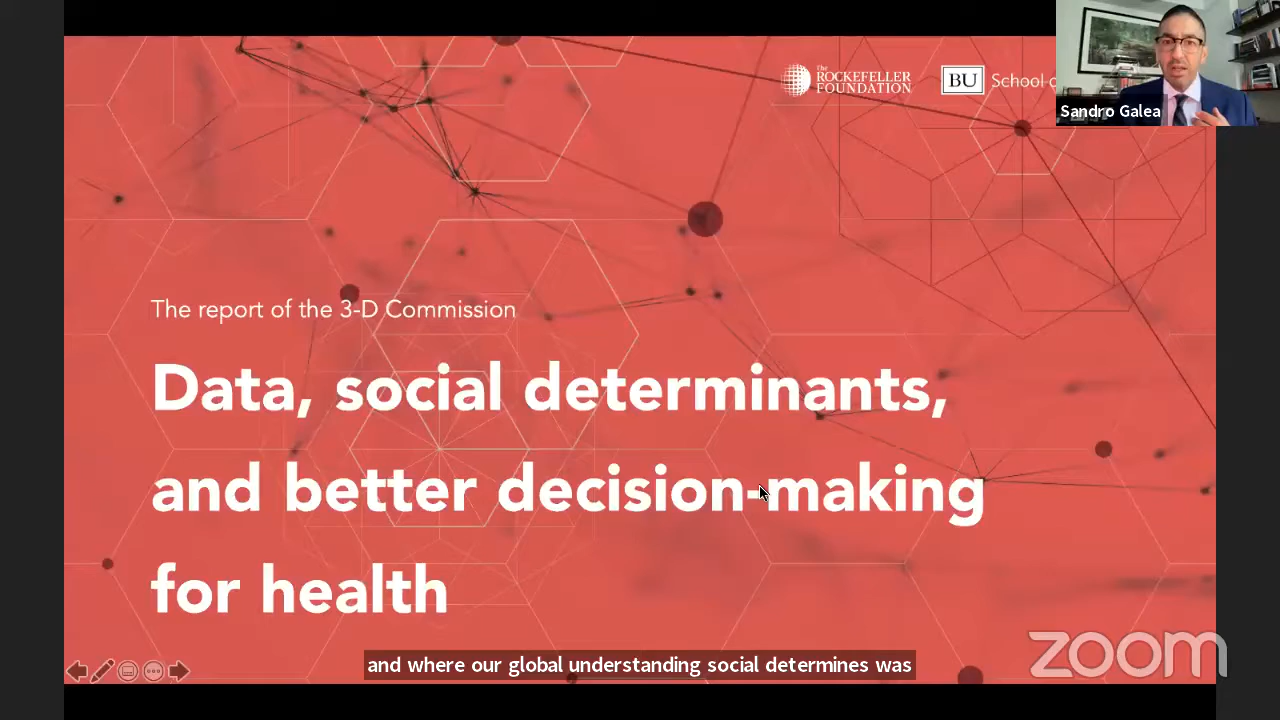 The
ROCKEFELLER
FOUNDATION
BU School o
Sandro Galea
The report of the 3-D Commission
Data, social determinants,
and better decision-making
for health
and where our global understanding social determines was
zoom